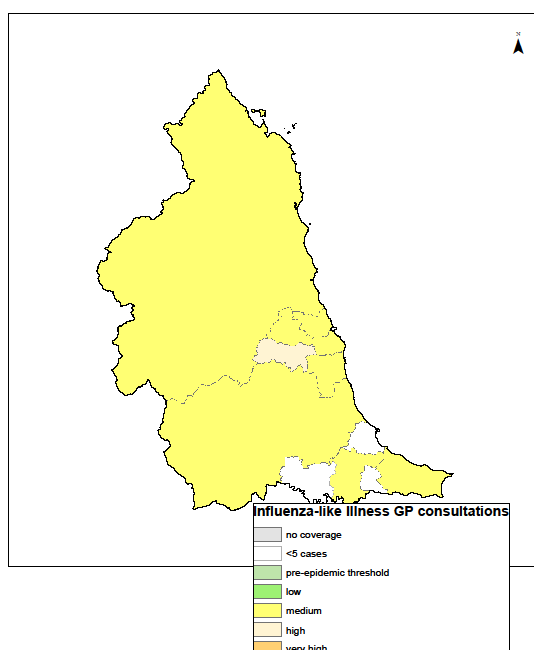 N
Influenza-like Illness GP consultations
no coverage
<5 cases
pre-epidemic threshold
low
medium
high
very high